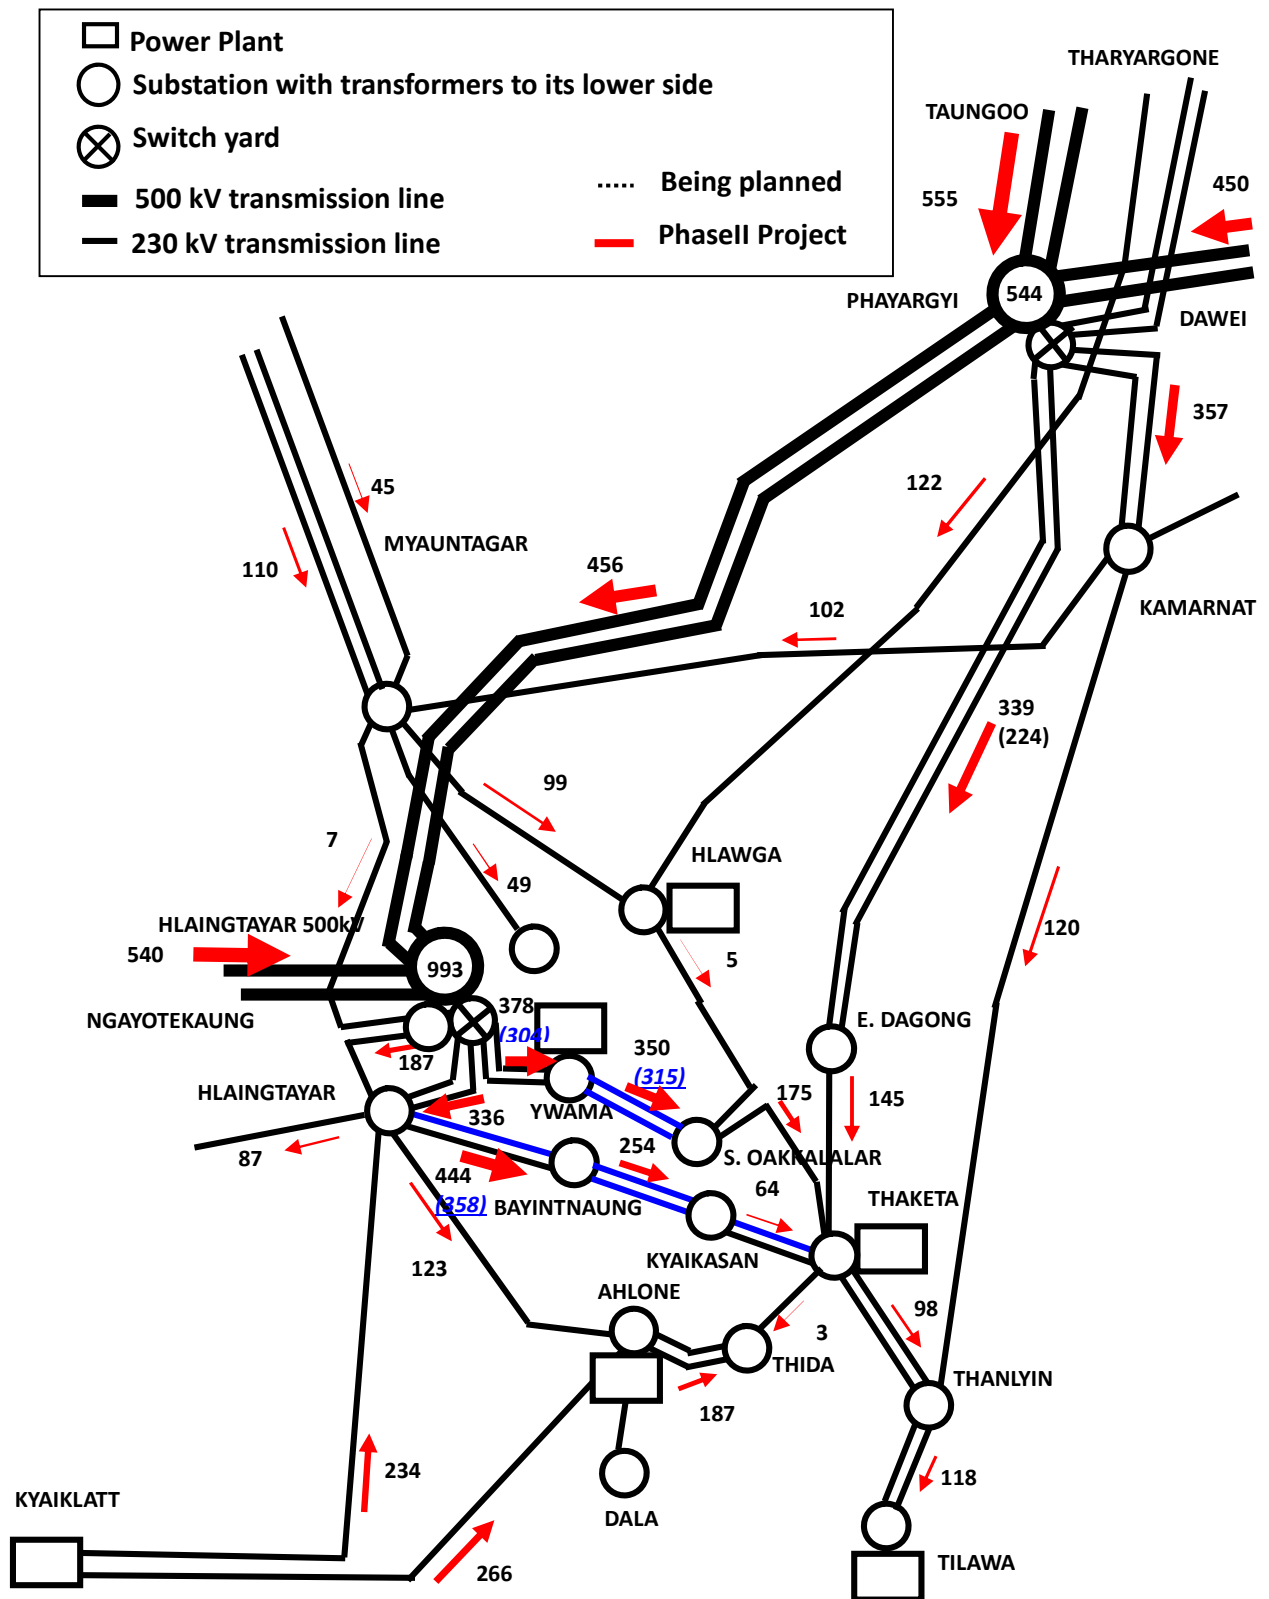 Power Plant
Substation with transformers to its lower side
Switch yard
500 kV transmission line
230 kV transmission line
Being planned
PhaseII Project
THARYARGONE
TAUNGOO
555
450
PHAYARGYI
544
DAWEI
357
45
MYAUNTAGAR
110
122
456
102
KAMARNAT
339
(224)
99
7
49
HLAWGA
HLAINGTAYAR 500kV
540
993
5
120
NGAYOTEKAUNG
378
(304)
E. DAGONG
187
350
(315)
HLAINGTAYAR
336
YWAMA
175
145
87
254
S. OAKKALALAR
444
(358)
BAYINTNAUNG
64
THAKETA
KYAIKASAN
123
AHLONE
98
3
THIDA
THANLYIN
187
234
118
KYAIKLATT
DALA
TILAWA
266